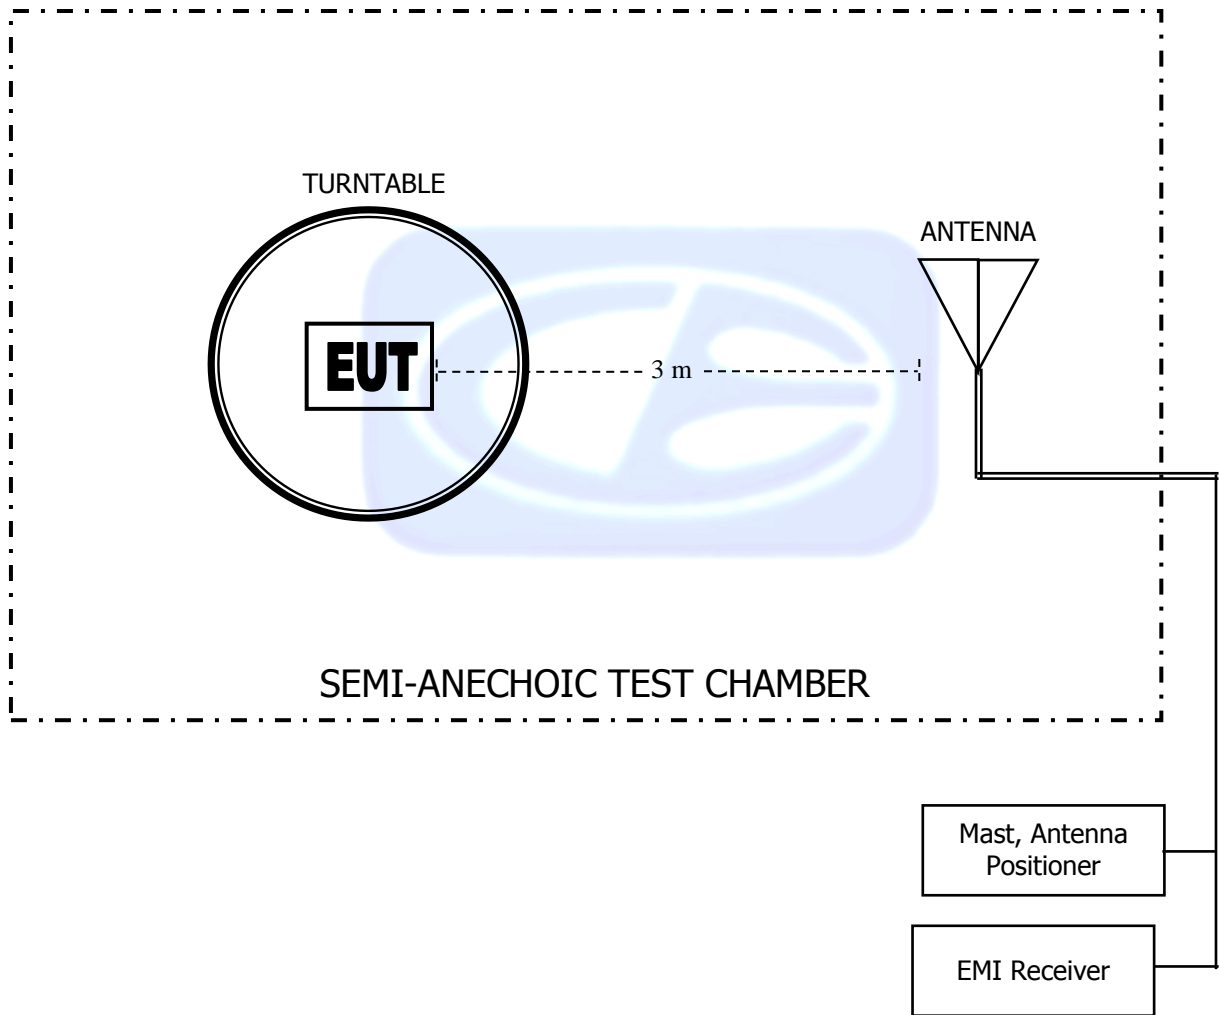 TURNTABLE
ANTENNA
EUT
3 m
SEMI-ANECHOIC TEST CHAMBER
Mast, Antenna
Positioner
EMI Receiver